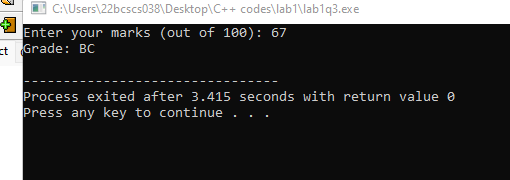 C:\Users\22bcscs038\Desktop\C++ codes\lab1\lab1q3.exe
Enter your marks (out of 100): 67
Grade: BC
--------------------------------
Process exited after 3.415 seconds with return value 0
Press any key to continue . . .
ct